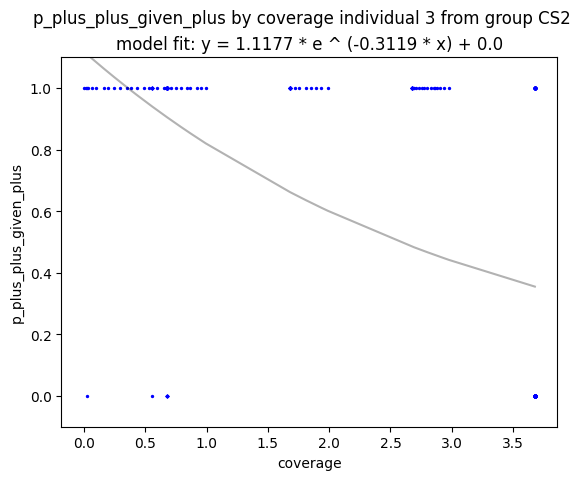 p_plus_plus_given_plus by coverage individual 3 from group CS2
model fit: y = 1.1177 * e ^ (-0.3119 * x) + 0.0
1.0
0.8
0.6
0.4
0.2
0.0
p_plus_plus_given_plus
0.0 0.5 1.0 1.5 2.0 2.5 3.0 3.5
coverage